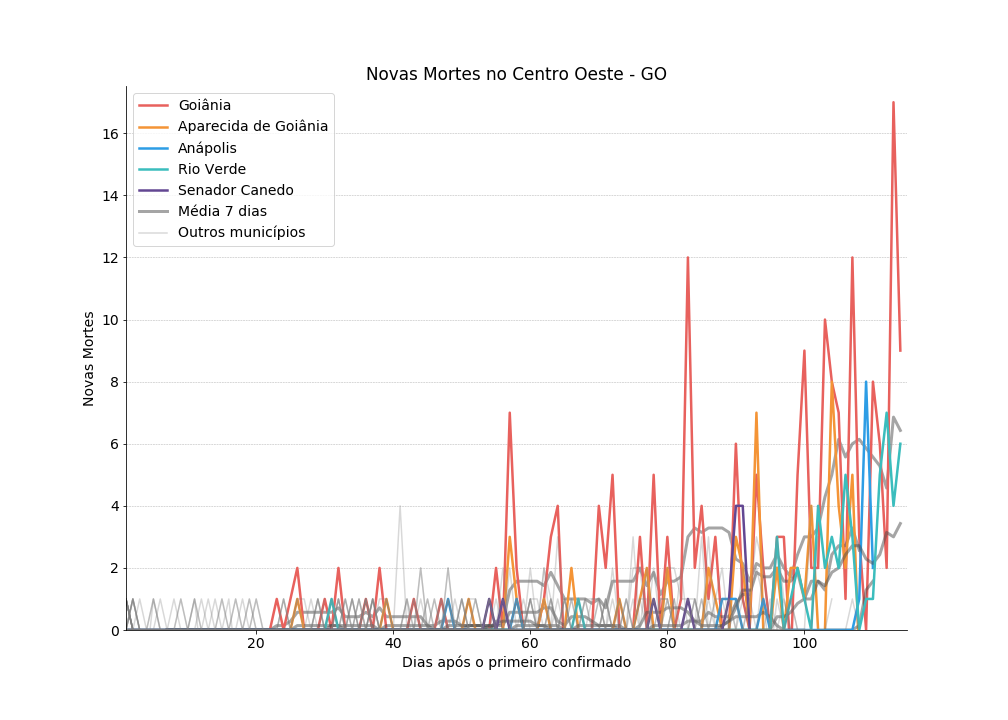 Novas Mortes no Centro Oeste - GO
Goiânia
Aparecida de Goiânia
Anápolis
Rio Verde
Senador Canedo
Média 7 dias
Outros municípios
Novas Mortes
16
14
12
10
8
6
4
2
0
20
40
60
80
100
Dias após o primeiro confirmado